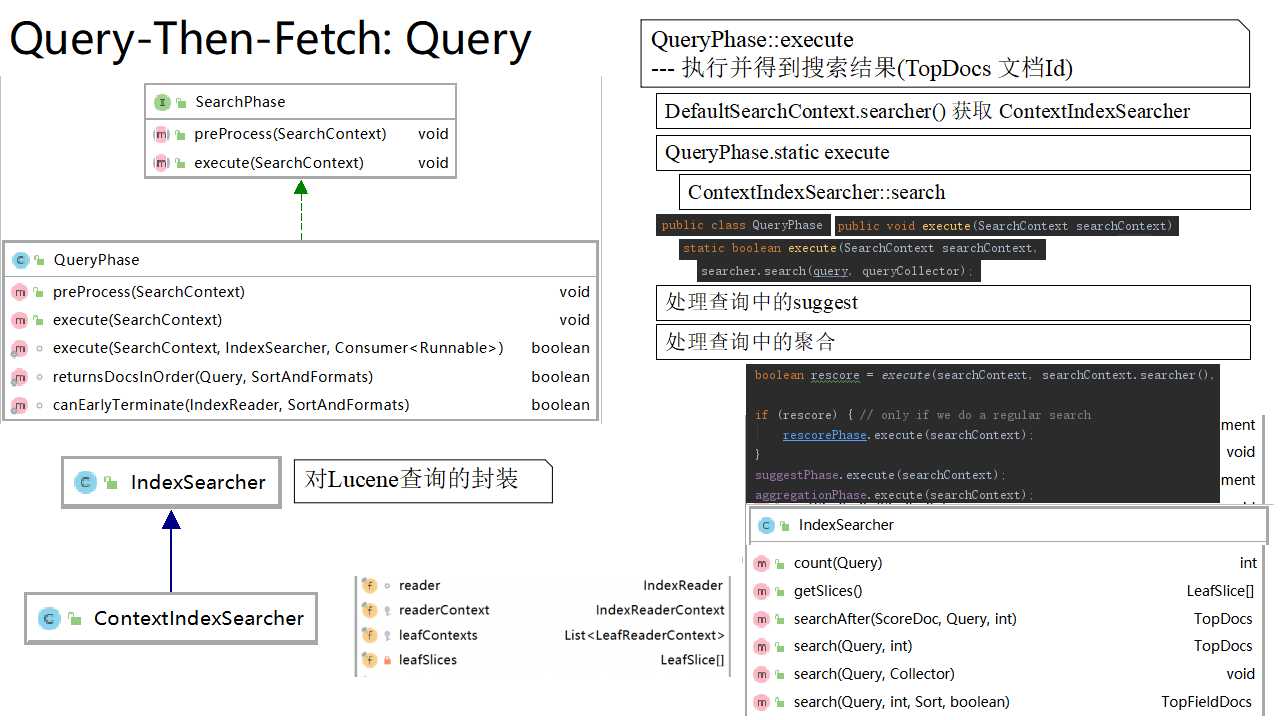 Query-Then-Fetch: Query
SearchPhase
preProcess(SearchContext) void
execute(SearchContext) void
QueryPhase
preProcess(SearchContext) void
execute(SearchContext) void
execute(SearchContext, IndexSearcher, Consumer<Runnable>) boolean
returnsDocsInOrder(Query, SortAndFormats) boolean
canEarlyTerminate(IndexReader, SortAndFormats) boolean
IndexSearcher
对Lucene查询的封装
ContextIndexSearcher
reader IndexReader
readerContext IndexReaderContext
leafContexts List<LeafReaderContext>
leafSlices LeafSlice[]
QueryPhase::execute
--- 执行并得到搜索结果(TopDocs 文档Id)
DefaultSearchContext.searcher() 获取 ContextIndexSearcher
QueryPhase.static execute
ContextIndexSearcher::search
public class QueryPhase public void execute(SearchContext searchContext)
static boolean execute(SearchContext searchContext,
searcher.search(query, queryCollector);
处理查询中的suggest
处理查询中的聚合
boolean rescore = execute(searchContext, searchContext.searcher(),
if (rescore) { // only if we do a regular search
rescorePhase.execute(searchContext);
}
suggestPhase.execute(searchContext);
aggregationPhase.execute(searchContext);
ment
void
ment
IndexSearcher
count(Query) int
getSlices() LeafSlice[]
searchAfter(ScoreDoc, Query, int) TopDocs
search(Query, int) TopDocs
search(Query, Collector) void
search(Query, int, Sort, boolean) TopFieldDocs